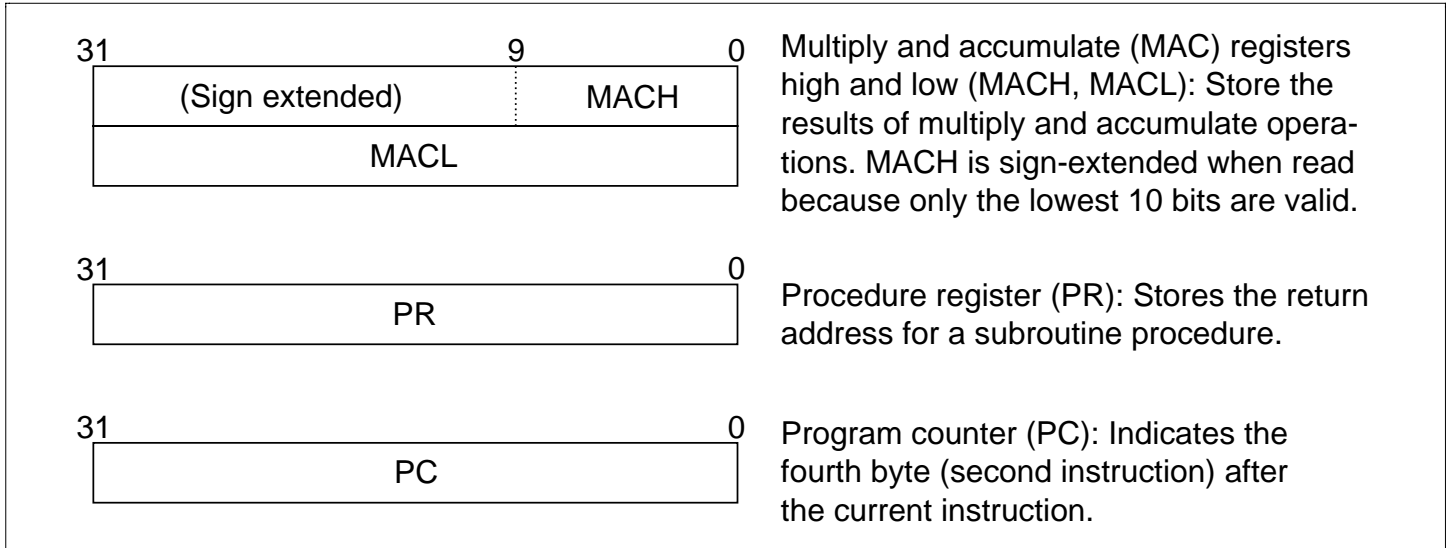 31 9 0
(Sign extended) MACH
MACL
Multiply and accumulate (MAC) registers
high and low (MACH, MACL): Store the
results of multiply and accumulate opera-
tions. MACH is sign-extended when read
because only the lowest 10 bits are valid.
31 0
PR
Procedure register (PR): Stores the return
address for a subroutine procedure.
31 0
PC
Program counter (PC): Indicates the
fourth byte (second instruction) after
the current instruction.